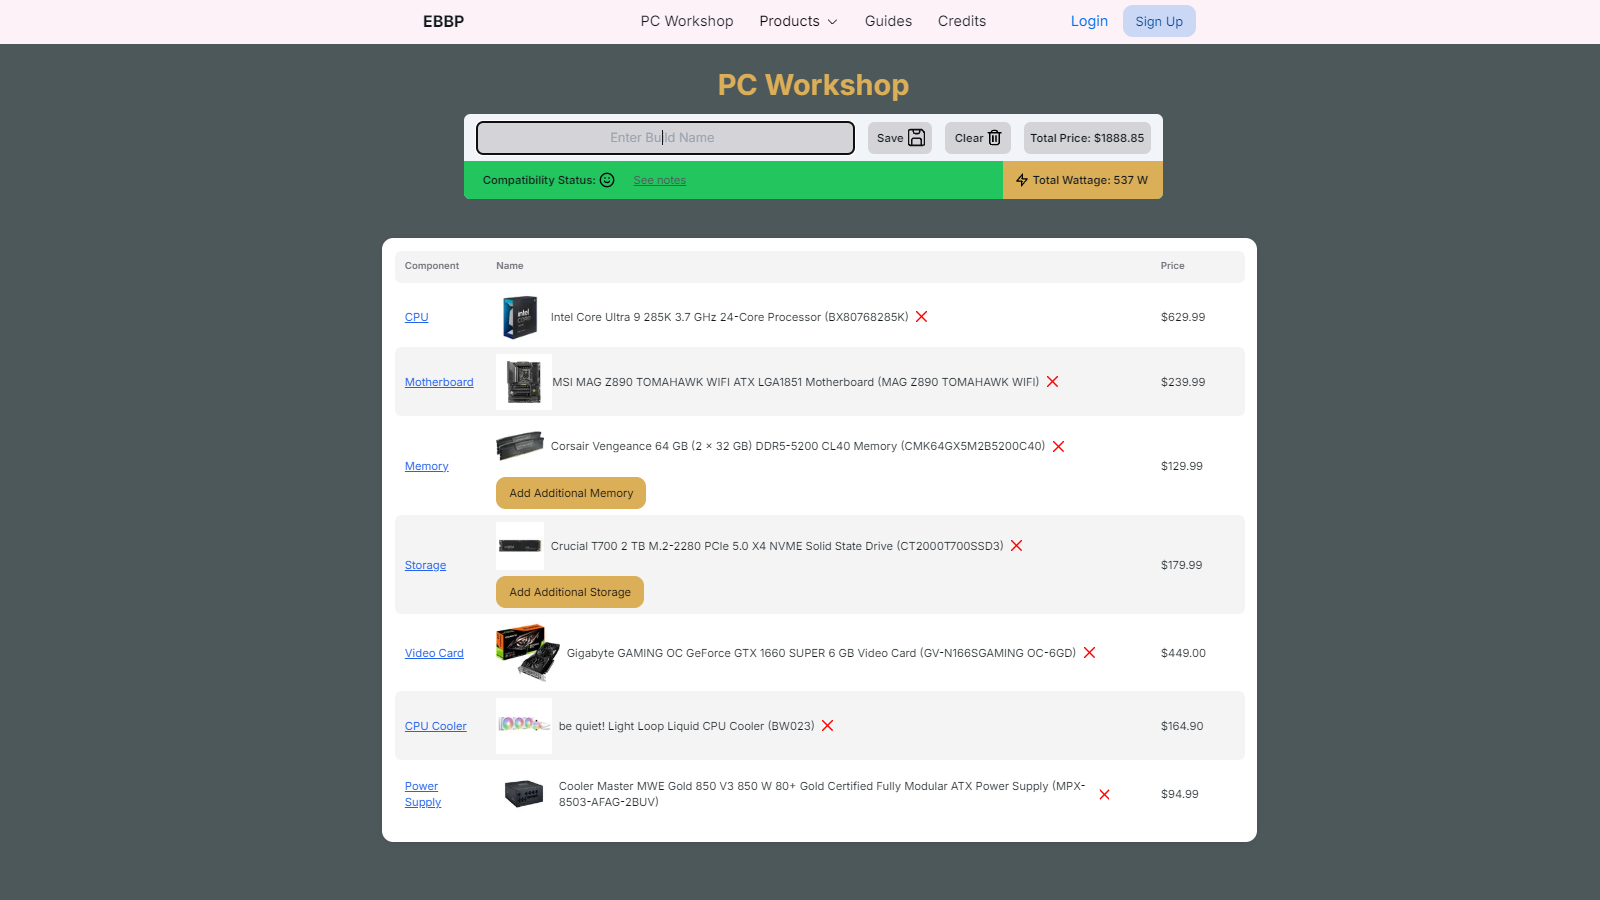 EBBP
PC Workshop
Products
Guides
Credits
Login
Sign Up
PC Workshop
Enter Build Name
Save
Clear
Total Price: $1888.85
Compatibility Status:
See notes
Total Wattage: 537 W
Component Name Price
CPU
intel
Intel Core Ultra 9 285K 3.7 GHz 24-Core Processor (BX80768285K)
$629.99
Motherboard
MSI MAG Z890 TOMAHAWK WIFI ATX LGA1851 Motherboard (MAG Z890 TOMAHAWK WIFI)
$239.99
Memory
Corsair Vengeance 64 GB (2 x 32 GB) DDR5-5200 CL40 Memory (CMK64GX5M2B5200C40)
Add Additional Memory
$129.99
Storage
Crucial T700 2 TB M.2-2280 PCIe 5.0 X4 NVME Solid State Drive (CT2000T700SSD3)
Add Additional Storage
$179.99
Video Card
Gigabyte GAMING OC GeForce GTX 1660 SUPER 6 GB Video Card (GV-N166SGAMING OC-6GD)
$449.00
CPU Cooler
be quiet! Light Loop Liquid CPU Cooler (BW023)
$164.90
Power
Supply
Cooler Master MWE Gold 850 V3 850 W 80+ Gold Certified Fully Modular ATX Power Supply (MPX-
8503-AFAG-2BUV)
$94.99